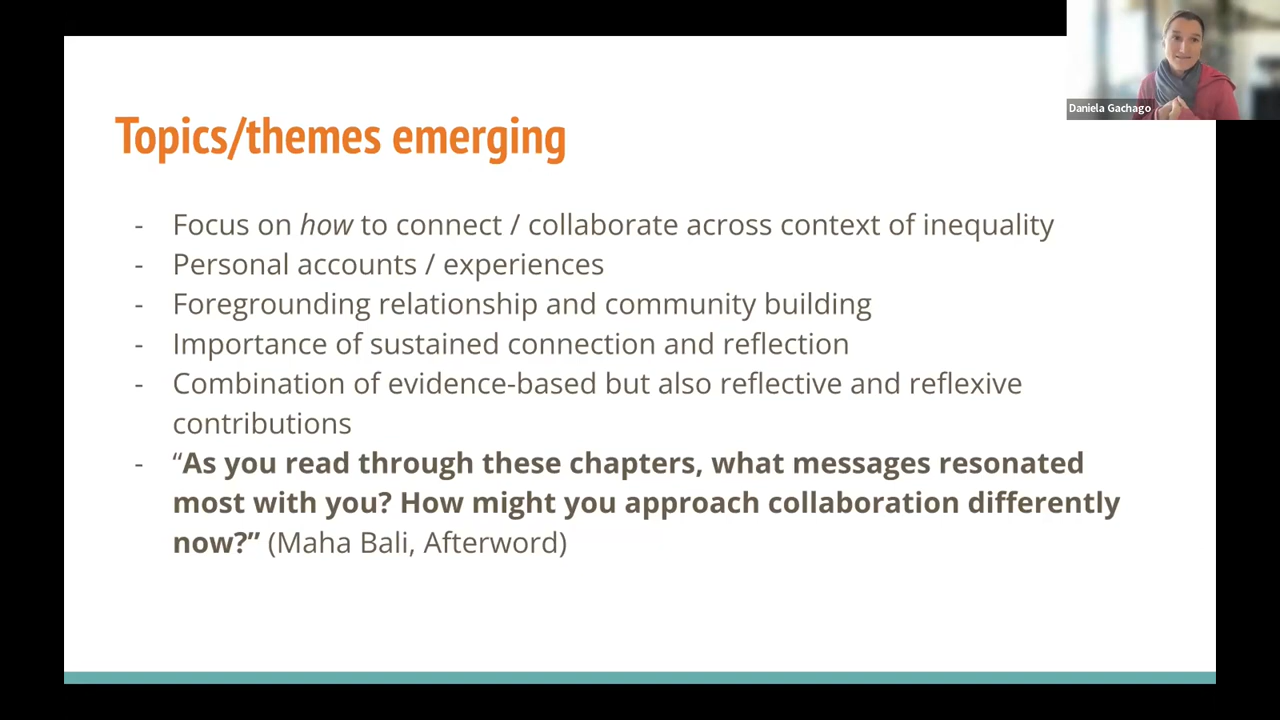 Daniela Gachago
Topics/themes emerging
- Focus on how to connect / collaborate across context of inequality
- Personal accounts / experiences
- Foregrounding relationship and community building
- Importance of sustained connection and reflection
- Combination of evidence-based but also reflective and reflexive
contributions
- “As you read through these chapters, what messages resonated
most with you? How might you approach collaboration differently
now?” (Maha Bali, Afterword)